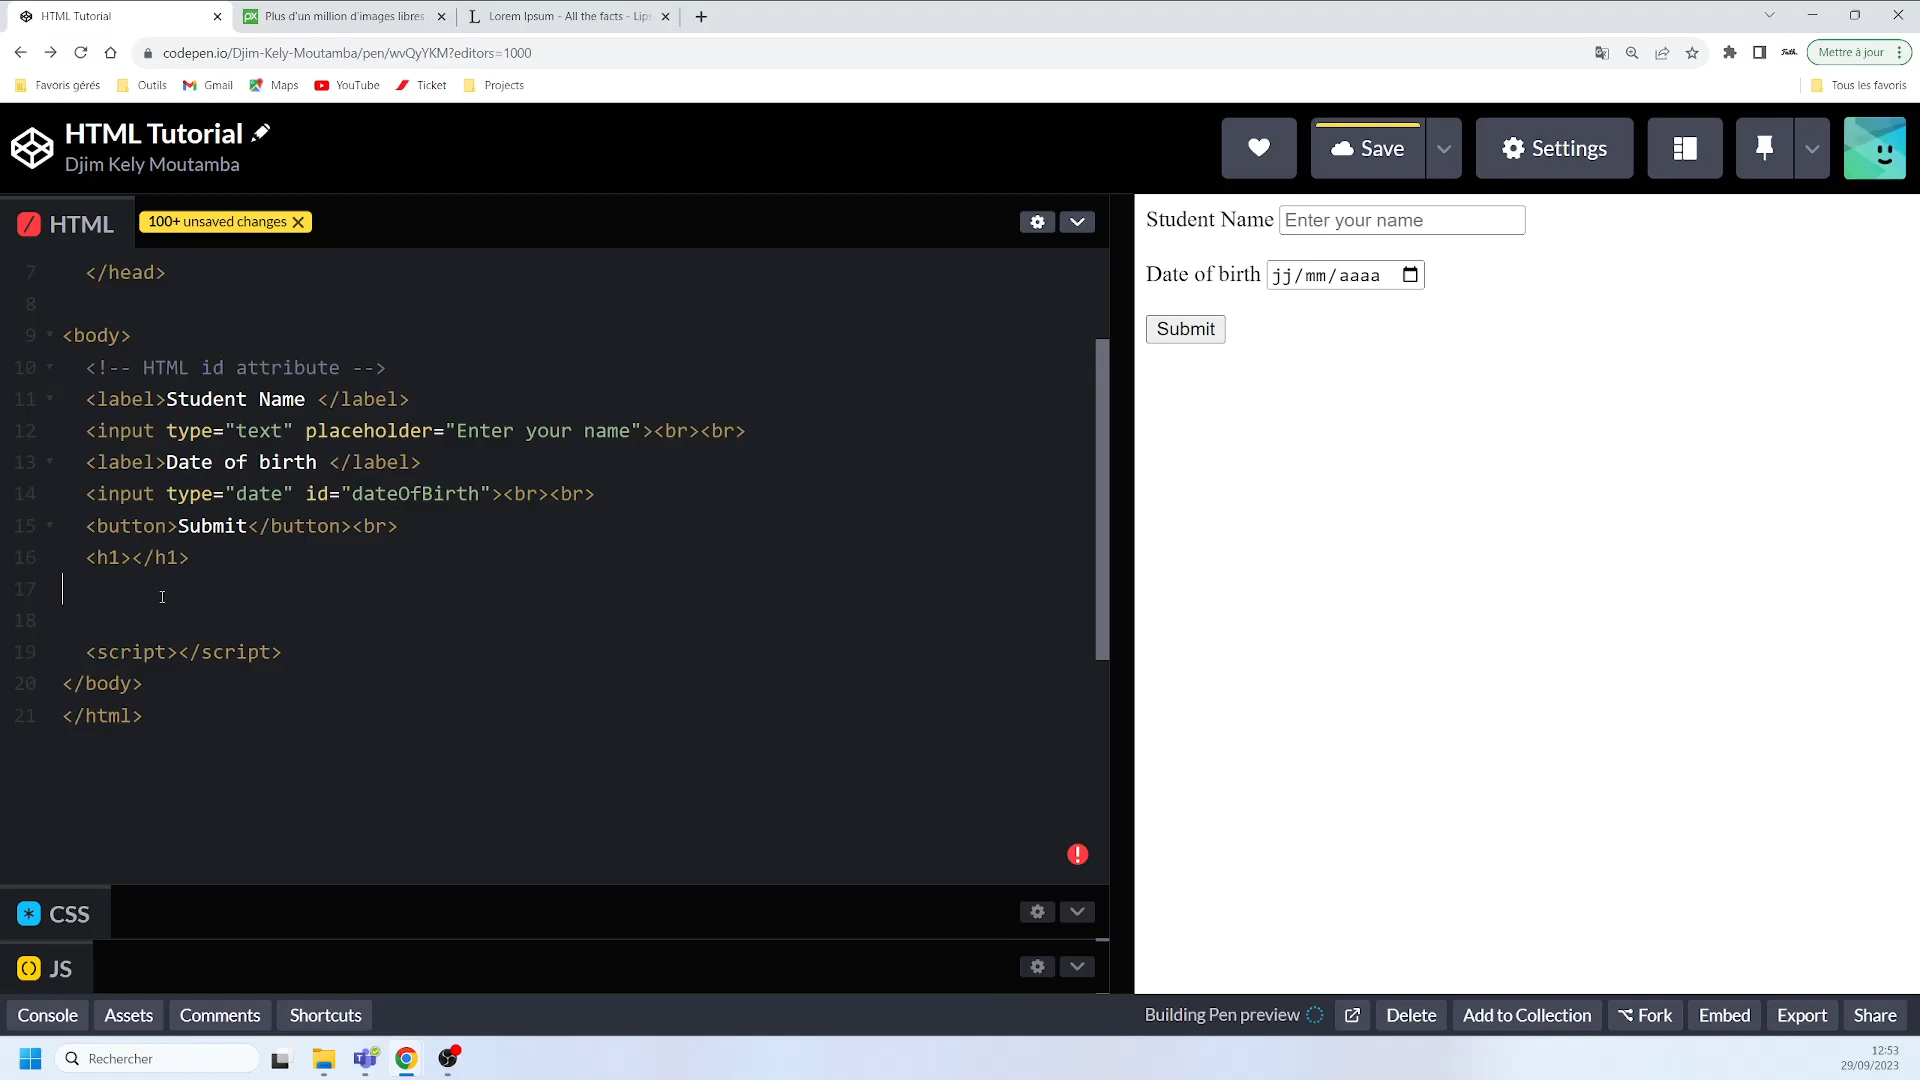 HTML Tutorial
Plus d'un million d'images libres
Lorem Ipsum - All the facts - Lip
codepen.io/Djim-Kely-Moutamba/pen/wvQyYKM?editors=1000
Mettre à jour
Favoris gérés
Outils
Gmail
Maps
YouTube
Ticket
Projects
Tous les favoris
HTML Tutorial
Djim Kely Moutamba
Save
Settings
HTML
100+ unsaved changes
7 </head>
8
9 <body>
10 <!-- HTML id attribute -->
11 <label>Student Name </label>
12 <input type="text" placeholder="Enter your name"><br><br>
13 <label>Date of birth </label>
14 <input type="date" id="dateOfBirth"><br><br>
15 <button>Submit</button><br>
16 <h1></h1>
17
18
19 <script></script>
20 </body>
21 </html>
Student Name Enter your name
Date of birth jj/mm/aaaa
Submit
CSS
JS
Console
Assets
Comments
Shortcuts
Building Pen preview
Delete
Add to Collection
Fork
Embed
Export
Share
Rechercher
12:53
29/09/2023